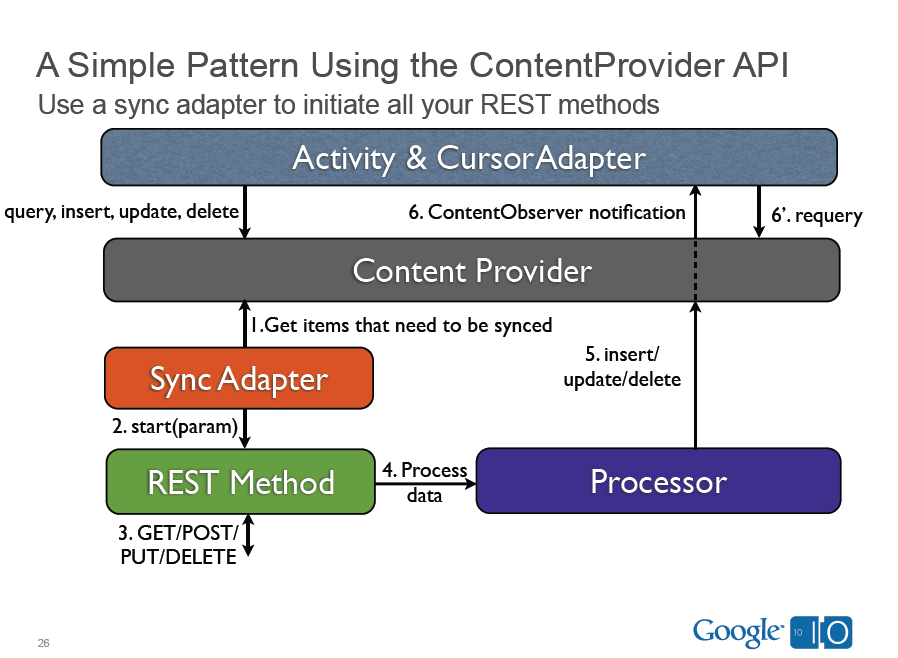 A Simple Pattern Using the ContentProvider API
Use a sync adapter to initiate all your REST methods
Activity & CursorAdapter
query, insert, update, delete
6. ContentObserver notification
6’. requery
Content Provider
1.Get items that need to be synced
5. insert/
update/delete
Sync Adapter
2. start(param)
REST Method
4. Process
data
Processor
3. GET/POST/
PUT/DELETE
26
Google™ 10 IO